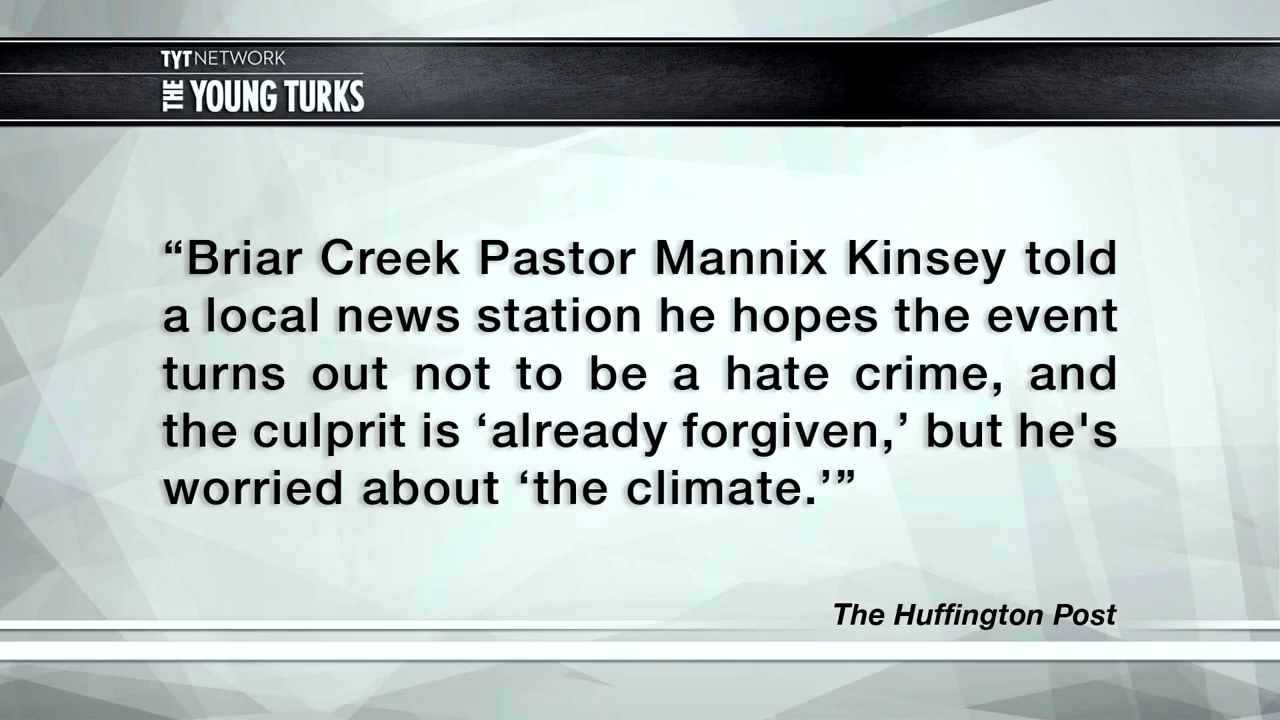 TYT NETWORK
THE YOUNG TURKS
“Briar Creek Pastor Mannix Kinsey told
a local news station he hopes the event
turns out not to be a hate crime, and
the culprit is ‘already forgiven,’ but he's
worried about ‘the climate.’”
The Huffington Post